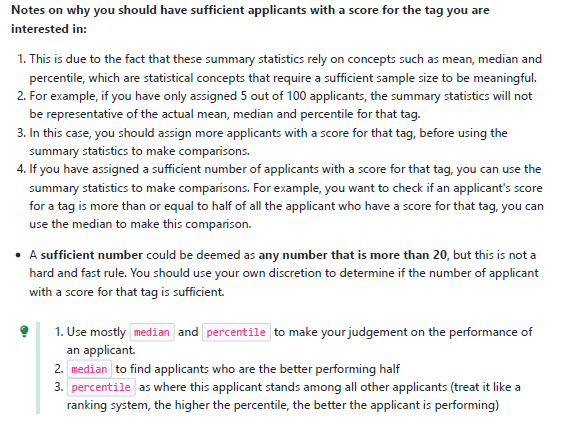 Notes on why you should have sufficient applicants with a score for the tag you are
interested in:
1. This is due to the fact that these summary statistics rely on concepts such as mean, median and
percentile, which are statistical concepts that require a sufficient sample size to be meaningful.
2. For example, if you have only assigned 5 out of 100 applicants, the summary statistics will not
be representative of the actual mean, median and percentile for that tag.
3. In this case, you should assign more applicants with a score for that tag, before using the
summary statistics to make comparisons.
4. If you have assigned a sufficient number of applicants with a score for that tag, you can use the
summary statistics to make comparisons. For example, you want to check if an applicant's score
for a tag is more than or equal to half of all the applicant who have a score for that tag, you can
use the median to make this comparison.
• A sufficient number could be deemed as any number that is more than 20, but this is not a
hard and fast rule. You should use your own discretion to determine if the number of applicant
with a score for that tag is sufficient.
1. Use mostly median and percentile to make your judgement on the performance of
an applicant.
2. median to find applicants who are the better performing half
3. percentile as where this applicant stands among all other applicants (treat it like a
ranking system, the higher the percentile, the better the applicant is performing)